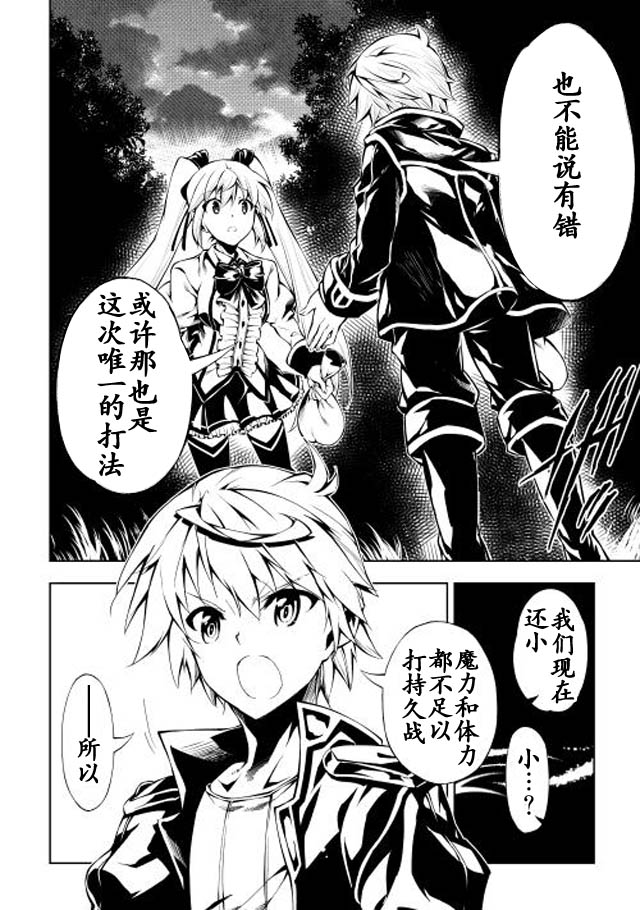 也不能说有错
或许那也是
这次唯一的打法
我们现在
还小
小…?
魔力和体力
都不足以
打持久战
——所以